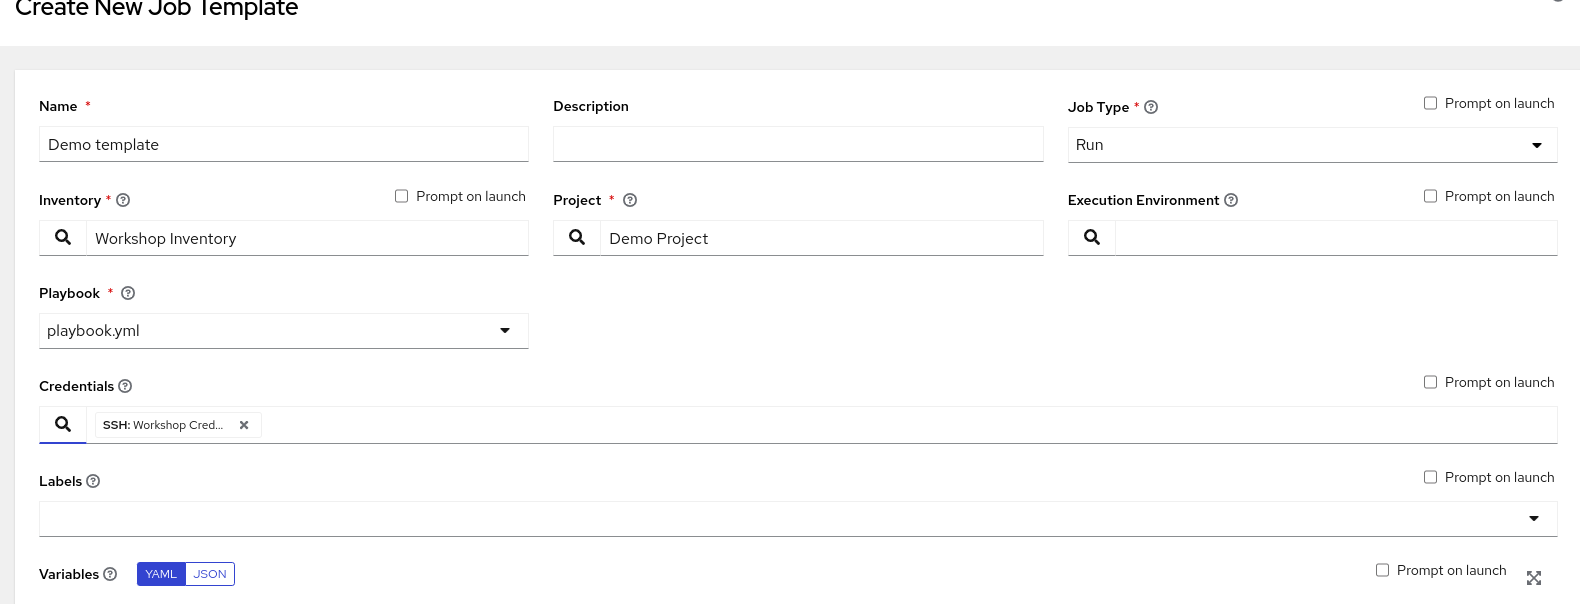 Create New Job Template
Name *
Description
Job Type *
Prompt on launch
Demo template
Run
Inventory *
Prompt on launch
Project *
Execution Environment
Prompt on launch
Workshop Inventory
Demo Project
Playbook *
playbook.yml
Credentials
Prompt on launch
SSH: Workshop Cred...
Labels
Prompt on launch
Variables
YAML JSON
Prompt on launch